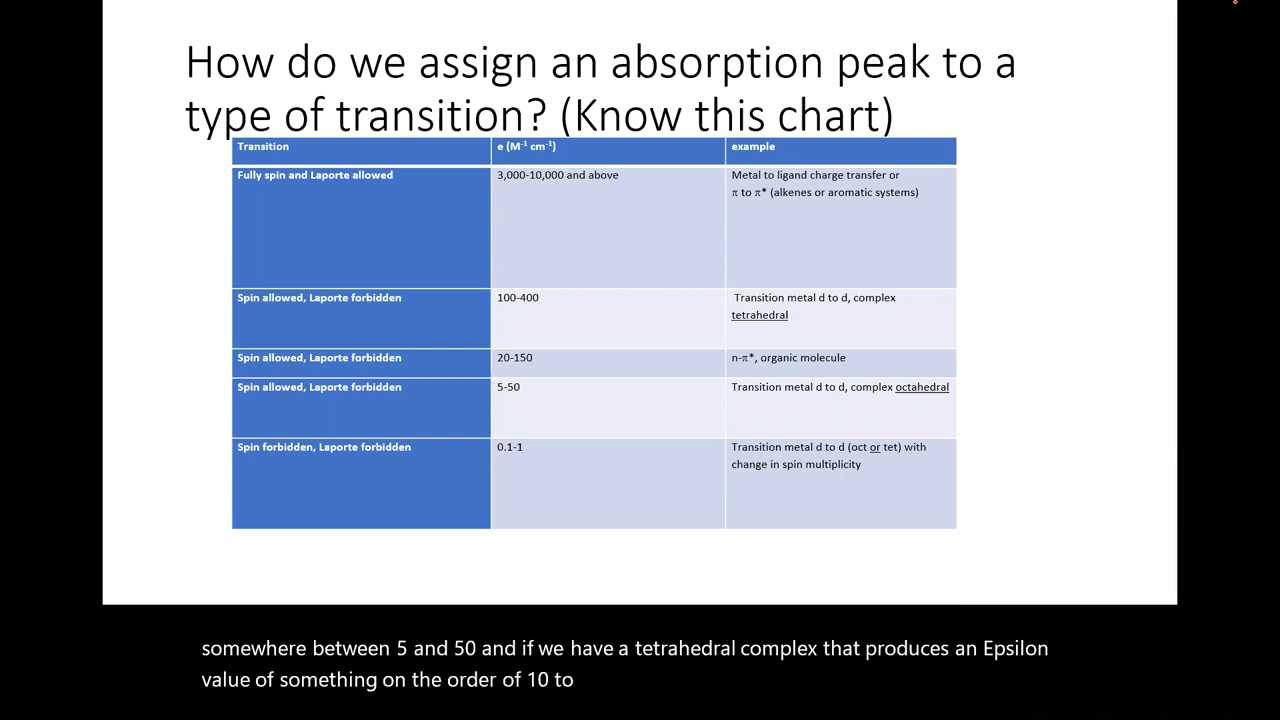 How do we assign an absorption peak to a
type of transition? (Know this chart)
Transition e (M⁻¹ cm⁻¹) example
Fully spin and Laporte allowed 3,000-10,000 and above Metal to ligand charge transfer or
π to π* (alkenes or aromatic systems)
Spin allowed, Laporte forbidden 100-400 Transition metal d to d, complex
tetrahedral
Spin allowed, Laporte forbidden 20-150 n-π*, organic molecule
Spin allowed, Laporte forbidden 5-50 Transition metal d to d, complex octahedral
Spin forbidden, Laporte forbidden 0.1-1 Transition metal d to d (oct or tet) with
change in spin multiplicity
somewhere between 5 and 50 and if we have a tetrahedral complex that produces an Epsilon
value of something on the order of 10 to